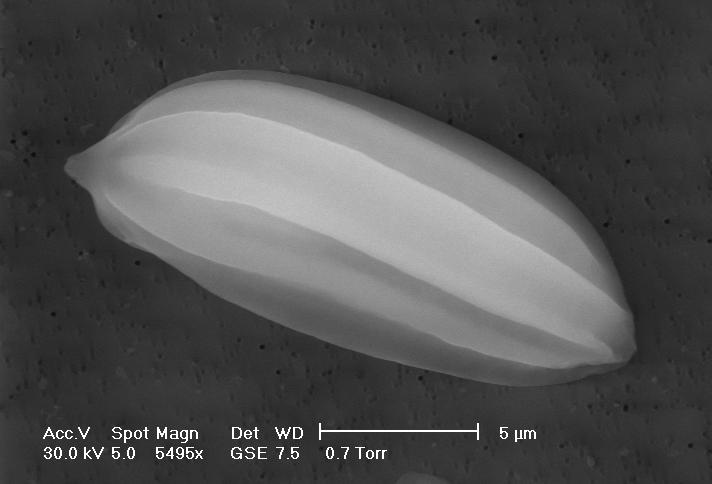 Acc.V Spot Magn Det WD 5 µm
30.0 kV 5.0 5495x GSE 7.5 0.7 Torr